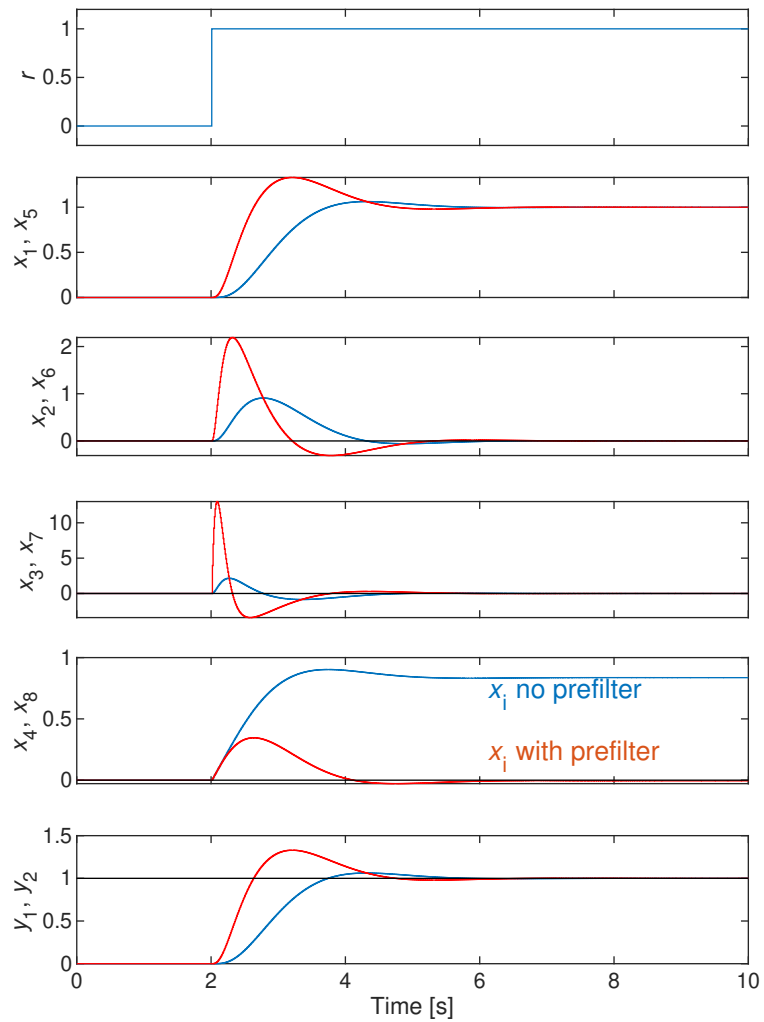 r
1
0.5
0
x1, x5
1
0.5
0
x2, x6
2
1
0
x3, x7
10
5
0
x4, x8
1
0.5
0
xi no prefilter
xi with prefilter
y1, y2
1.5
1
0.5
0
0 2 4 6 8 10
Time [s]